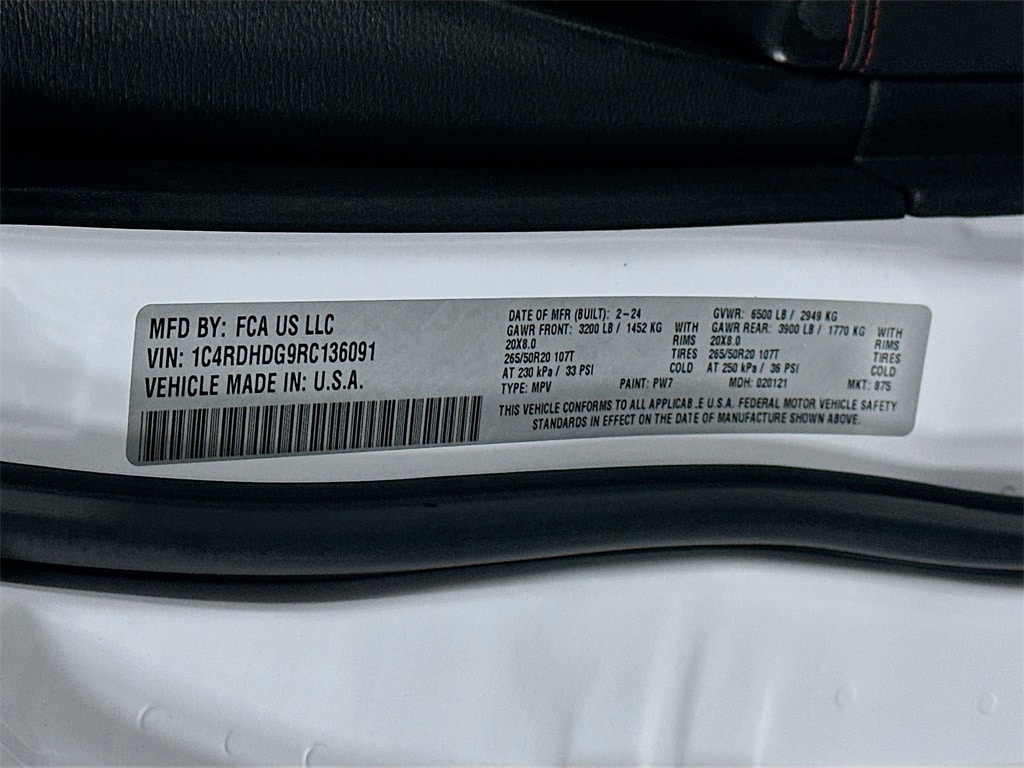 MFD BY: FCA US LLC
VIN: 1C4RDHDG9RC136091
VEHICLE MADE IN: U.S.A.
DATE OF MFR (BUILT): 2-24
GAWR FRONT: 3200 LB / 1452 KG WITH
20X8.0 RIMS
265/50R20 107T TIRES
AT 230 kPa / 33 PSI COLD
TYPE: MPV PAINT: PW7
GVWR: 6500 LB / 2949 KG
GAWR REAR: 3900 LB / 1770 KG WITH
20X8.0 RIMS
265/50R20 107T TIRES
AT 250 kPa / 36 PSI COLD
MDH: 020121 MKT: 875
THIS VEHICLE CONFORMS TO ALL APPLICAB.E U.S.A. FEDERAL MOTOR VEHICLE SAFETY
STANDARDS IN EFFECT ON THE DATE OF MANUFACTURE SHOWN ABOVE.